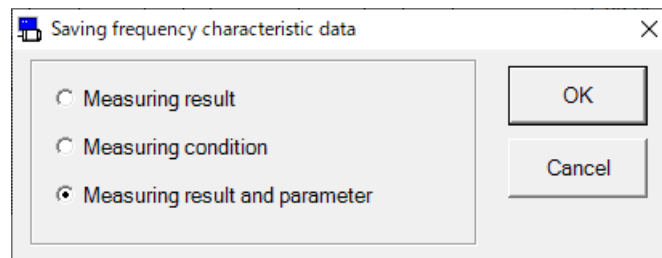 Saving frequency characteristic data
Measuring result
OK
Measuring condition
Cancel
Measuring result and parameter